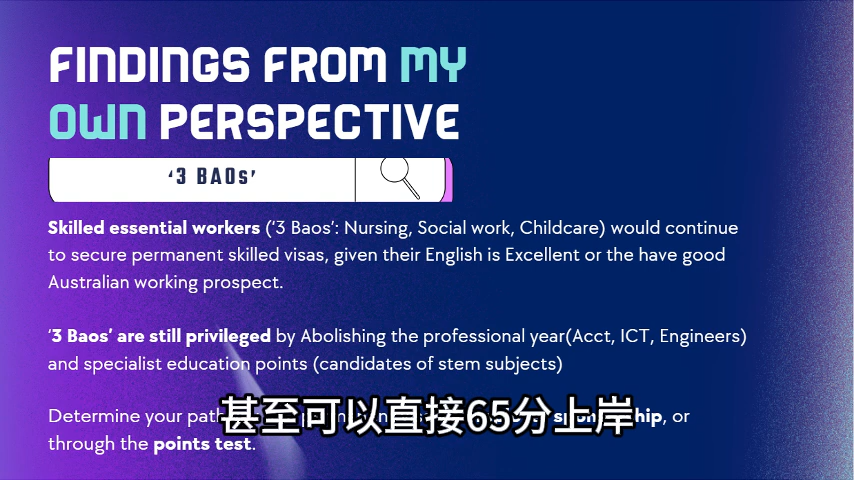 FINDINGS FROM MY
OWN PERSPECTIVE
‘3 BAOs’
Skilled essential workers (‘3 Baos’: Nursing, Social work, Childcare) would continue
to secure permanent skilled visas, given their English is Excellent or the have good
Australian working prospect.
‘3 Baos’ are still privileged by Abolishing the professional year(Acct, ICT, Engineers)
and specialist education points (candidates of stem subjects)
Determine your path , or
through the points test.
甚至可以直接65分上岸